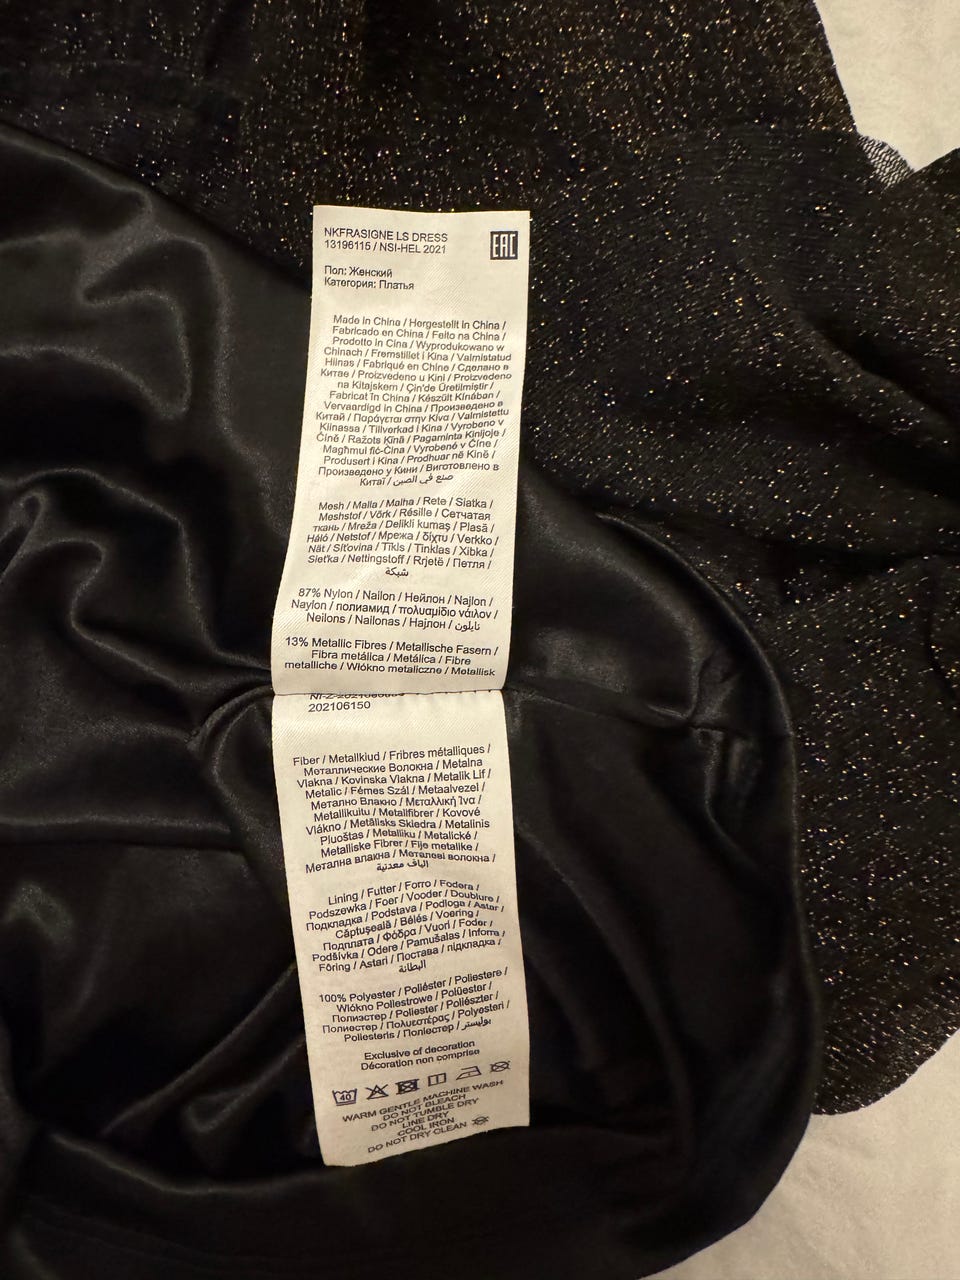 NKFRASIGNE LS DRESS
13196115 / NSI-HEL 2021
EAC
Пол: Женский
Категория: Платья
Made in China / Hergestellt in China /
Fabricado en China / Feito na China /
Prodotto in Cina / Wyprodukowano w
Chinach / Fremstillet i Kina / Valmistatud
Hiinas / Fabriqué en Chine / Сделано в
Китае / Proizvedeno u Kini / Proizvedeno
na Kitajskem / Çin'de Üretilmiştir /
Fabricat în China / Készült Kínában /
Vervaardigd in China / Произведено в
Китай / Παράγεται στην Κίνα / Valmistettu
Kiinassa / Tillverkad i Kina / Vyrobeno v
Číně / Ražots Ķīnā / Pagaminta Kinijoje /
Magħmul fiċ-Ċina / Vyrobené v Číne /
Produsert i Kina / Prodhuar në Kinë /
Произведено у Кини / Виготовлено в
Китаї / صنع في الصين
Mesh / Malla / Malha / Rete / Siatka /
Meshstof / Võrk / Résille / Сетчатая
ткань / Mreža / Delikli kumaş / Plasă /
Háló / Netstof / Мрежа / δίχτυ / Verkko /
Nät / Síťovina / Tīkls / Tinklas / Xibka /
Sieťka / Nettingstoff / Rrjetë / Петля /
شبكة
87% Nylon / Nailon / Нейлон / Najlon /
Naylon / полиамид / πολυαμίδιο νάιλον /
Neilons / Nailonas / Најлон / نايلون
13% Metallic Fibres / Metallische Fasern /
Fibra metálica / Metálica / Fibre
metalliche / Włókno metaliczne / Metallisk
202106150
Fiber / Metallkiud / Fribres métalliques /
Металлические Волокна / Metalna
Vlakna / Kovinska Vlakna / Metalik Lif /
Metalic / Fémes Szál / Metaalvezel /
Метално Влакно / Μεταλλική Ίνα /
Metallikuitu / Metallfibrer / Kovové
Vlákno / Metālisks Skiedra / Metalinis
Pluoštas / Metalliku / Metalické /
Metalliske Fibrer / Fije metalike /
Метална влакна / Металеві волокна /
الياف معدنية
Lining / Futter / Forro / Fodera /
Podszewka / Foer / Vooder / Doublure /
Подкладка / Podstava / Podloga / Astar /
Căptușeală / Bélés / Voering /
Подплата / Φόδρα / Vuori / Foder /
Podšívka / Odere / Pamušalas / Inforra /
Fôring / Astari / Постава / підкладка /
البطانة
100% Polyester / Poliéster / Poliestere /
Włókno Poliestrowe / Polüester /
Полиэстер / Poliester / Poliészter /
Полиестер / Πολυεστέρας / Polyesteri /
Poliesteris / Поліестер / بوليستر
Exclusive of decoration
Décoration non comprise
40
WARM GENTLE MACHINE WASH
DO NOT BLEACH
DO NOT TUMBLE DRY
LINE DRY
COOL IRON
DO NOT DRY CLEAN